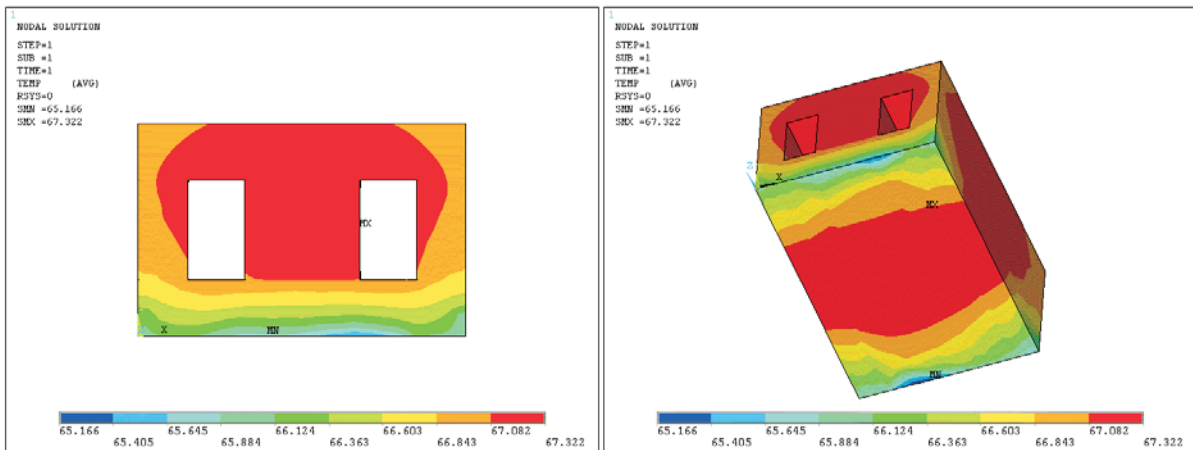 1
NODAL SOLUTION
STEP=1
SUB =1
TIME=1
TEMP (AVG)
RSYS=0
SMN =65.166
SMX =67.322
MX
X
MN
65.166 65.645 66.124 66.603 67.082
65.405 65.884 66.363 66.843 67.322
1
NODAL SOLUTION
STEP=1
SUB =1
TIME=1
TEMP (AVG)
RSYS=0
SMN =65.166
SMX =67.322
X
MX
MN
65.166 65.645 66.124 66.603 67.082
65.405 65.884 66.363 66.843 67.322